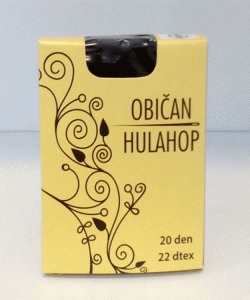 OBIČAN
HULAHOP
20 den
22 dtex